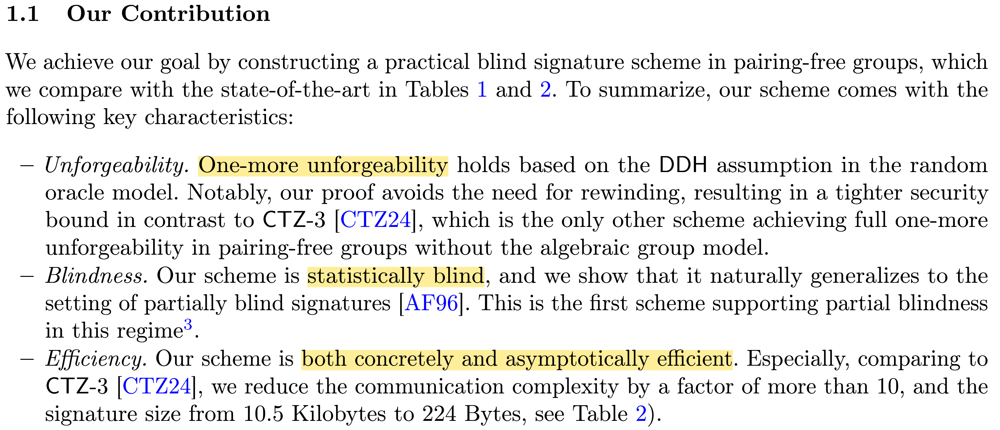 1.1 Our Contribution
We achieve our goal by constructing a practical blind signature scheme in pairing-free groups, which
we compare with the state-of-the-art in Tables 1 and 2. To summarize, our scheme comes with the
following key characteristics:
– Unforgeability. One-more unforgeability holds based on the DDH assumption in the random
oracle model. Notably, our proof avoids the need for rewinding, resulting in a tighter security
bound in contrast to CTZ-3 [CTZ24], which is the only other scheme achieving full one-more
unforgeability in pairing-free groups without the algebraic group model.
– Blindness. Our scheme is statistically blind, and we show that it naturally generalizes to the
setting of partially blind signatures [AF96]. This is the first scheme supporting partial blindness
in this regime³.
– Efficiency. Our scheme is both concretely and asymptotically efficient. Especially, comparing to
CTZ-3 [CTZ24], we reduce the communication complexity by a factor of more than 10, and the
signature size from 10.5 Kilobytes to 224 Bytes, see Table 2).